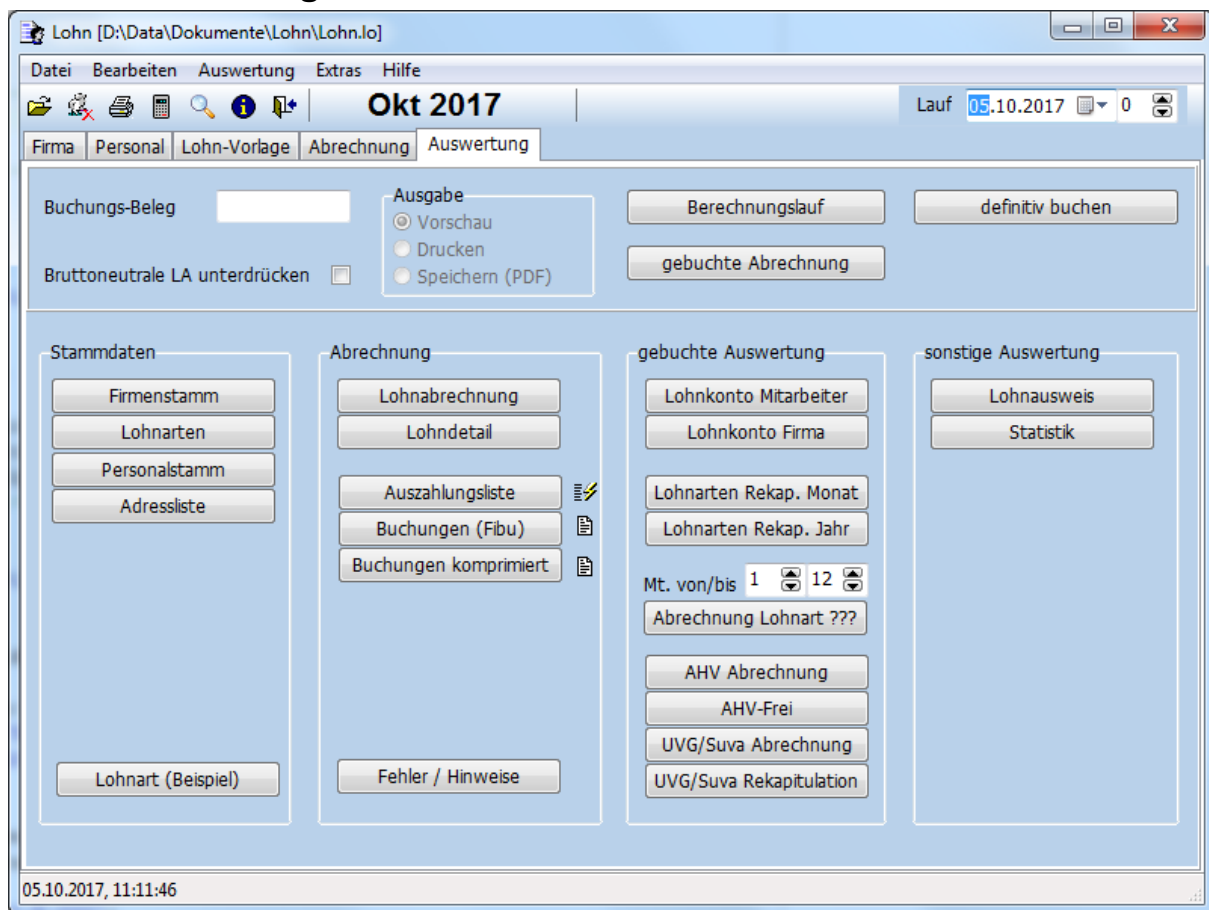 Lohn [D:\Data\Dokumente\Lohn\Lohn.lo]
Datei Bearbeiten Auswertung Extras Hilfe
Okt 2017 Lauf 05.10.2017 0
Firma Personal Lohn-Vorlage Abrechnung Auswertung
Buchungs-Beleg
Bruttoneutrale LA unterdrücken
Ausgabe
Vorschau
Drucken
Speichern (PDF)
Berechnungslauf
definitiv buchen
gebuchte Abrechnung
Stammdaten
Firmenstamm
Lohnarten
Personalstamm
Adressliste
Lohnart (Beispiel)
Abrechnung
Lohnabrechnung
Lohndetail
Auszahlungsliste
Buchungen (Fibu)
Buchungen komprimiert
Fehler / Hinweise
gebuchte Auswertung
Lohnkonto Mitarbeiter
Lohnkonto Firma
Lohnarten Rekap. Monat
Lohnarten Rekap. Jahr
Mt. von/bis 1 12
Abrechnung Lohnart ???
AHV Abrechnung
AHV-Frei
UVG/Suva Abrechnung
UVG/Suva Rekapitulation
sonstige Auswertung
Lohnausweis
Statistik
05.10.2017, 11:11:46